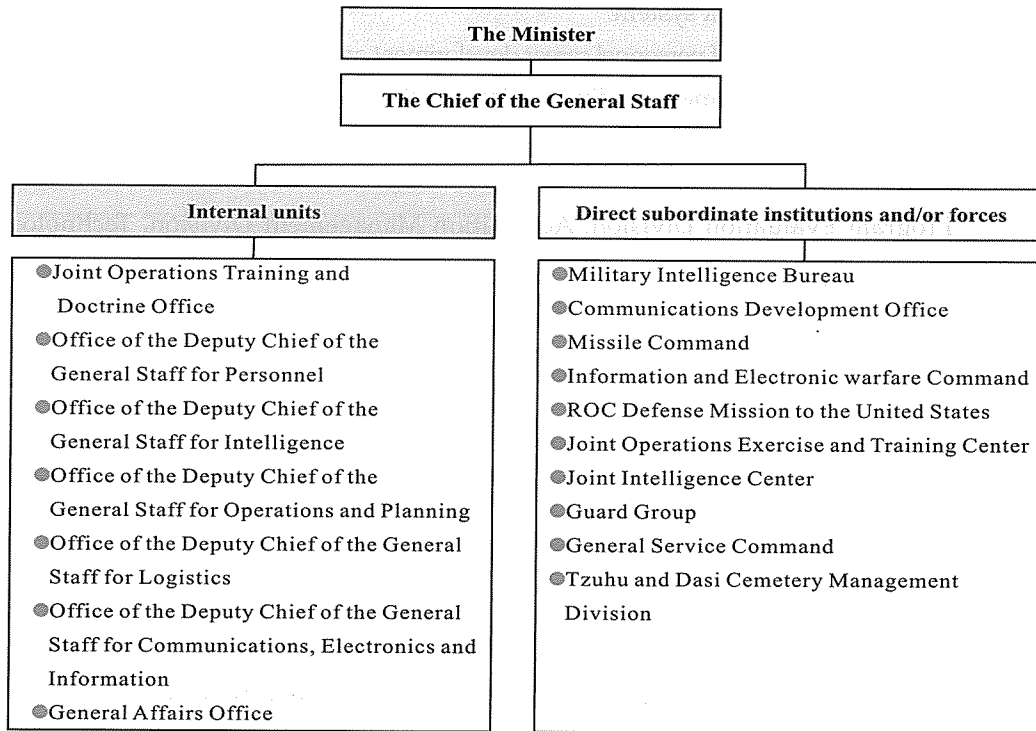 The Minister
The Chief of the General Staff
Internal units
●Joint Operations Training and
Doctrine Office
●Office of the Deputy Chief of the
General Staff for Personnel
●Office of the Deputy Chief of the
General Staff for Intelligence
●Office of the Deputy Chief of the
General Staff for Operations and Planning
●Office of the Deputy Chief of the General
Staff for Logistics
●Office of the Deputy Chief of the General
Staff for Communications, Electronics and
Information
●General Affairs Office
Direct subordinate institutions and/or forces
●Military Intelligence Bureau
●Communications Development Office
●Missile Command
●Information and Electronic warfare Command
●ROC Defense Mission to the United States
●Joint Operations Exercise and Training Center
●Joint Intelligence Center
●Guard Group
●General Service Command
●Tzuhu and Dasi Cemetery Management
Division